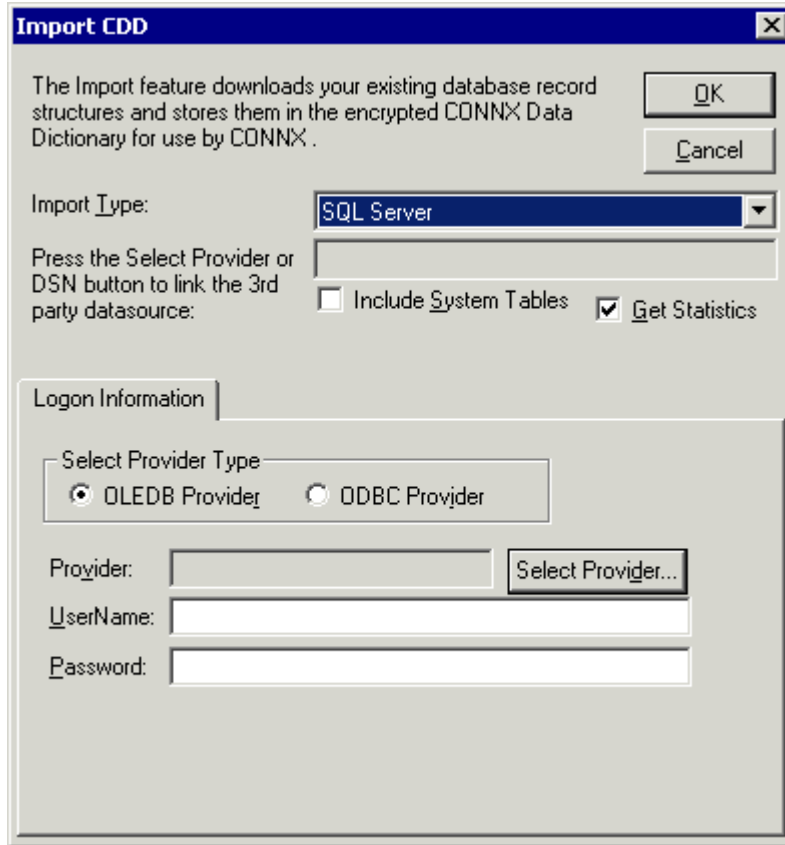 Import CDD
The Import feature downloads your existing database record
structures and stores them in the encrypted CONNX Data
Dictionary for use by CONNX .
OK
Cancel
Import Type:
SQL Server
Press the Select Provider or
DSN button to link the 3rd
party datasource:
Include System Tables
Get Statistics
Logon Information
Select Provider Type
OLEDB Provider
ODBC Provider
Provider:
Select Provider...
UserName:
Password: